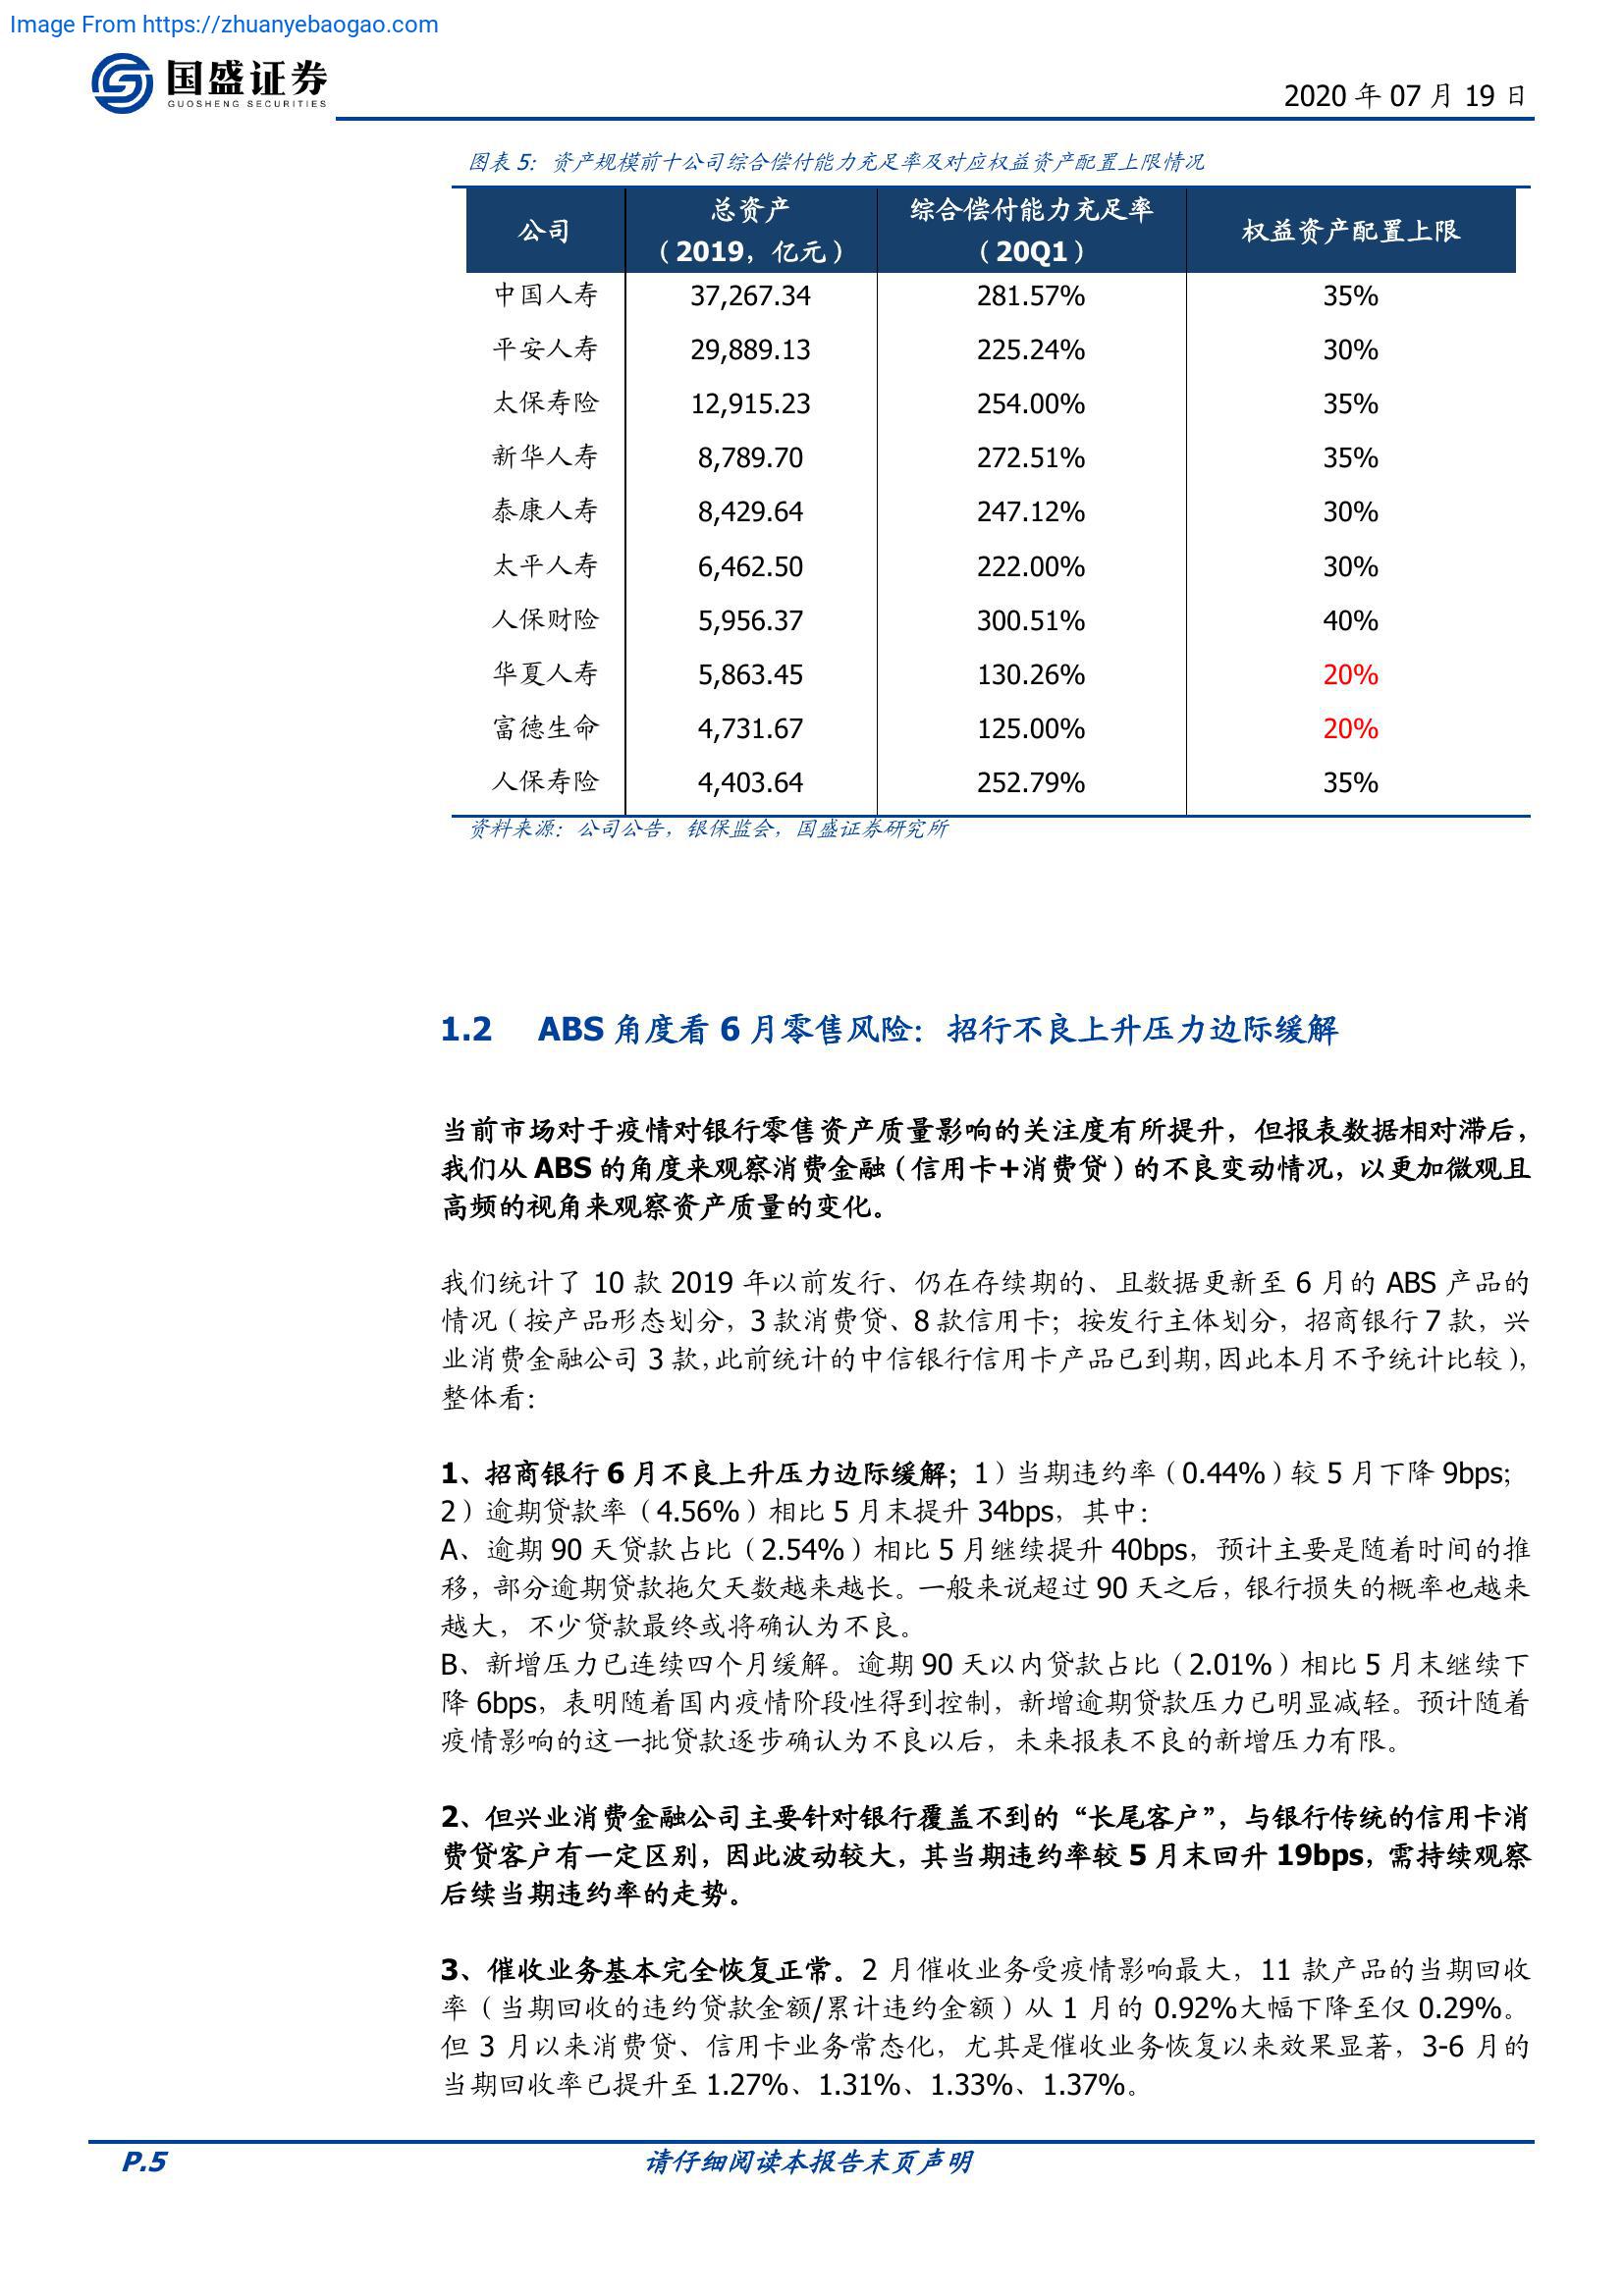 Image From https://zhuanyebaogao.com
国盛证券
GUOSHENG SECURITIES
2020 年 07 月 19 日
图表 5：资产规模前十公司综合偿付能力充足率及对应权益资产配置上限情况
公司 总资产（2019，亿元） 综合偿付能力充足率（20Q1） 权益资产配置上限
中国人寿 37,267.34 281.57% 35%
平安人寿 29,889.13 225.24% 30%
太保寿险 12,915.23 254.00% 35%
新华人寿 8,789.70 272.51% 35%
泰康人寿 8,429.64 247.12% 30%
太平人寿 6,462.50 222.00% 30%
人保财险 5,956.37 300.51% 40%
华夏人寿 5,863.45 130.26% 20%
富德生命 4,731.67 125.00% 20%
人保寿险 4,403.64 252.79% 35%
资料来源：公司公告，银保监会，国盛证券研究所
1.2 ABS 角度看 6 月零售风险：招行不良上升压力边际缓解
当前市场对于疫情对银行零售资产质量影响的关注度有所提升，但报表数据相对滞后，
我们从 ABS 的角度来观察消费金融（信用卡+消费贷）的不良变动情况，以更加微观且
高频的视角来观察资产质量的变化。
我们统计了 10 款 2019 年以前发行、仍在存续期的、且数据更新至 6 月的 ABS 产品的
情况（按产品形态划分，3 款消费贷、8 款信用卡；按发行主体划分，招商银行 7 款，兴
业消费金融公司 3 款，此前统计的中信银行信用卡产品已到期，因此本月不予统计比较），
整体看：
1、招商银行 6 月不良上升压力边际缓解；1）当期违约率（0.44%）较 5 月下降 9bps；
2）逾期贷款率（4.56%）相比 5 月末提升 34bps，其中：
A、逾期 90 天贷款占比（2.54%）相比 5 月继续提升 40bps，预计主要是随着时间的推
移，部分逾期贷款拖欠天数越来越长。一般来说超过 90 天之后，银行损失的概率也越来
越大，不少贷款最终或将确认为不良。
B、新增压力已连续四个月缓解。逾期 90 天以内贷款占比（2.01%）相比 5 月末继续下
降 6bps，表明随着国内疫情阶段性得到控制，新增逾期贷款压力已明显减轻。预计随着
疫情影响的这一批贷款逐步确认为不良以后，未来报表不良的新增压力有限。
2、但兴业消费金融公司主要针对银行覆盖不到的“长尾客户”，与银行传统的信用卡消
费贷客户有一定区别，因此波动较大，其当期违约率较 5 月末回升 19bps，需持续观察
后续当期违约率的走势。
3、催收业务基本完全恢复正常。2 月催收业务受疫情影响最大，11 款产品的当期回收
率（当期回收的违约贷款金额/累计违约金额）从 1 月的 0.92%大幅下降至仅 0.29%。
但 3 月以来消费贷、信用卡业务常态化，尤其是催收业务恢复以来效果显著，3-6 月的
当期回收率已提升至 1.27%、1.31%、1.33%、1.37%。
P.5 请仔细阅读本报告末页声明